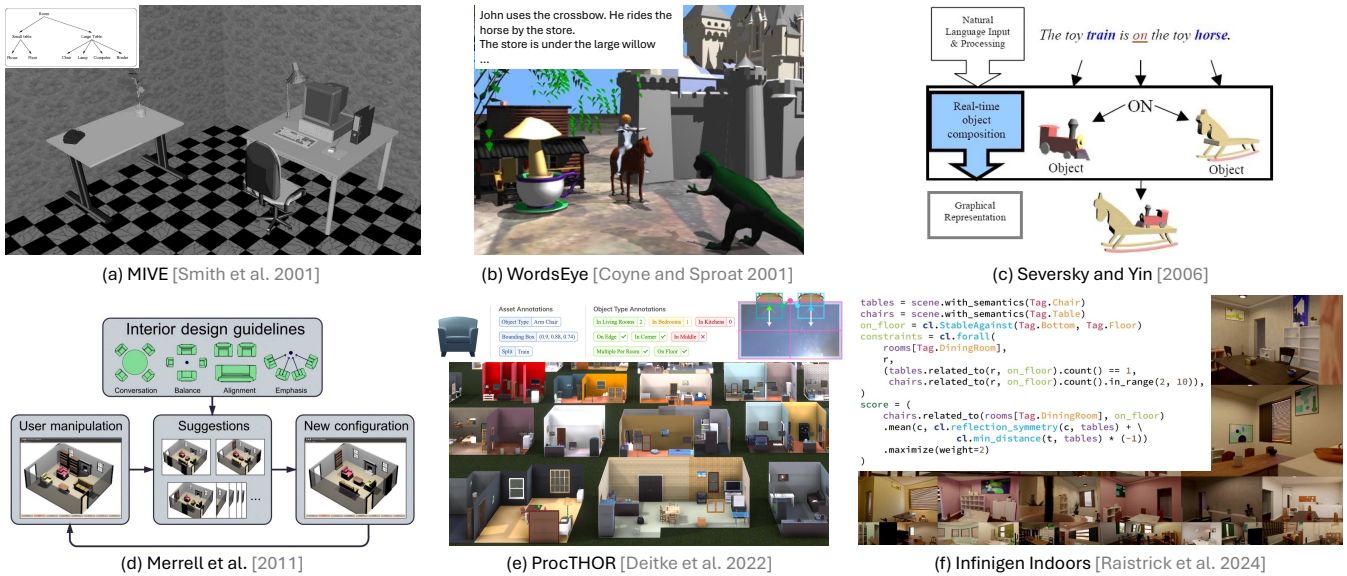 Room
Small table
Large Table
Phone
Plant
Chair
Lamp
Computer
Binder
(a) MIVE [Smith et al. 2001]
John uses the crossbow. He rides the
horse by the store.
The store is under the large willow
...
(b) WordsEye [Coyne and Sproat 2001]
Natural
Language Input
& Processing
The toy train is on the toy horse.
Real-time
object
composition
ON
Object
Object
Graphical
Representation
(c) Seversky and Yin [2006]
Interior design guidelines
Conversation
Balance
Alignment
Emphasis
User manipulation
Suggestions
New configuration
...
(d) Merrell et al. [2011]
Asset Annotations
Object Type Arm Chair
Bounding Box (0.9, 0.88, 0.74)
Split Train
Object Type Annotations
In Living Rooms 2 In Bedrooms 1 In Kitchens 0
On Edge ✓ In Corner ✓ In Middle ✗
Multiple Per Room ✓ On Floor ✓
(e) ProcTHOR [Deitke et al. 2022]
tables = scene.with_semantics(Tag.Chair)
chairs = scene.with_semantics(Tag.Table)
on_floor = cl.StableAgainst(Tag.Bottom, Tag.Floor)
constraints = cl.forall(
    rooms[Tag.DiningRoom],
    r,
    (tables.related_to(r, on_floor).count() == 1,
     chairs.related_to(r, on_floor).count().in_range(2, 10)),
)
score = (
    chairs.related_to(rooms[Tag.DiningRoom], on_floor)
    .mean(c, cl.reflection_symmetry(c, tables) + \
             cl.min_distance(t, tables) * (-1))
    .maximize(weight=2)
)
(f) Infinigen Indoors [Raistrick et al. 2024]